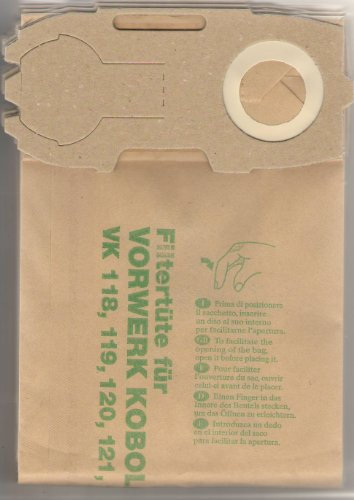 Filtertüte für
VORWERK KOBOL
VK 118, 119, 120, 121,
I Prima di posizionare
il sacchetto, inserire
un dito al suo interno
per facilitarne l'apertura.
GB To facilitate the
opening of the bag,
open it before placing it.
F Pour faciliter
l'ouverture du sac, ouvrir
celui-ci avant de le placer.
D Einen Finger in das
Innere des Beutels stecken,
um das Öffnen zu erleichtern.
E Introduzca un dedo
en el interior del saco
para facilitar la apertura.